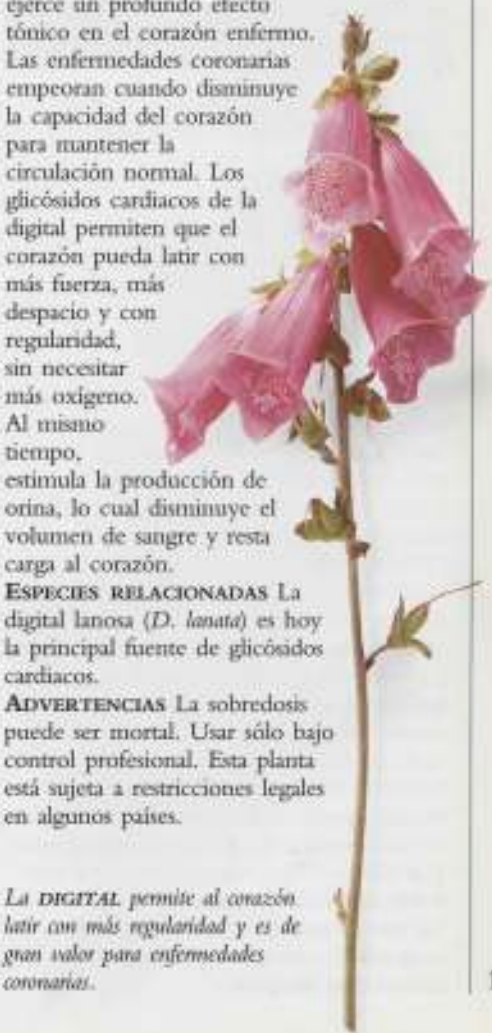 ejerce un profundo efecto
tónico en el corazón enfermo.
Las enfermedades coronarias
empeoran cuando disminuye
la capacidad del corazón
para mantener la
circulación normal. Los
glicósidos cardiacos de la
digital permiten que el
corazón pueda latir con
más fuerza, más
despacio y con
regularidad,
sin necesitar
más oxígeno.
Al mismo
tiempo,
estimula la producción de
orina, lo cual disminuye el
volumen de sangre y resta
carga al corazón.
ESPECIES RELACIONADAS La
digital lanosa (D. lanata) es hoy
la principal fuente de glicósidos
cardiacos.
ADVERTENCIAS La sobredosis
puede ser mortal. Usar sólo bajo
control profesional. Esta planta
está sujeta a restricciones legales
en algunos países.
La DIGITAL permite al corazón
latir con más regularidad y es de
gran valor para enfermedades
coronarias.